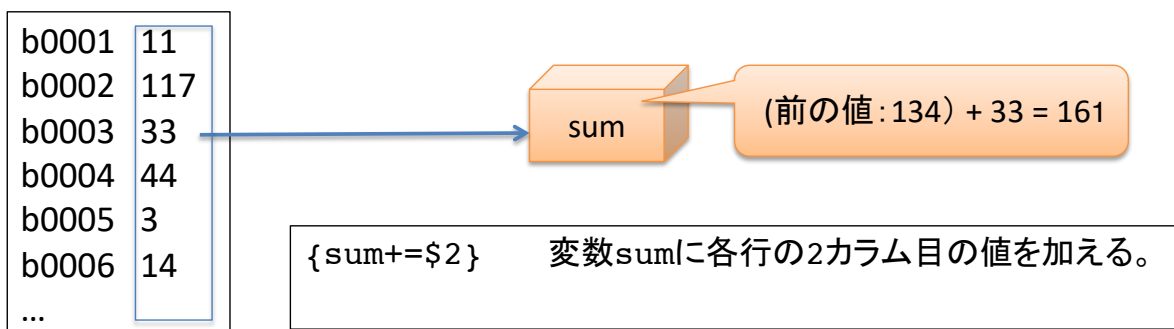 b0001 11
b0002 117
b0003 33
b0004 44
b0005 3
b0006 14
…
sum
(前の値:134) + 33 = 161
{sum+=$2} 変数sumに各行の2カラム目の値を加える。